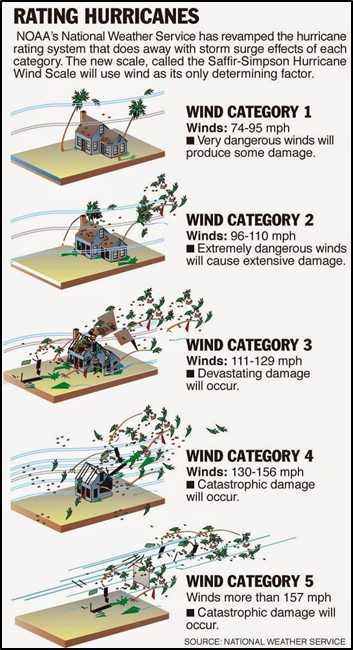 RATING HURRICANES
NOAA's National Weather Service has revamped the hurricane
rating system that does away with storm surge effects of each
category. The new scale, called the Saffir-Simpson Hurricane
Wind Scale will use wind as its only determining factor.
WIND CATEGORY 1
Winds: 74-95 mph
■ Very dangerous winds will
produce some damage.
WIND CATEGORY 2
Winds: 96-110 mph
■ Extremely dangerous winds
will cause extensive damage.
WIND CATEGORY 3
Winds: 111-129 mph
■ Devastating damage
will occur.
WIND CATEGORY 4
Winds: 130-156 mph
■ Catastrophic damage
will occur.
WIND CATEGORY 5
Winds more than 157 mph
■ Catastrophic damage will
occur.
SOURCE: NATIONAL WEATHER SERVICE